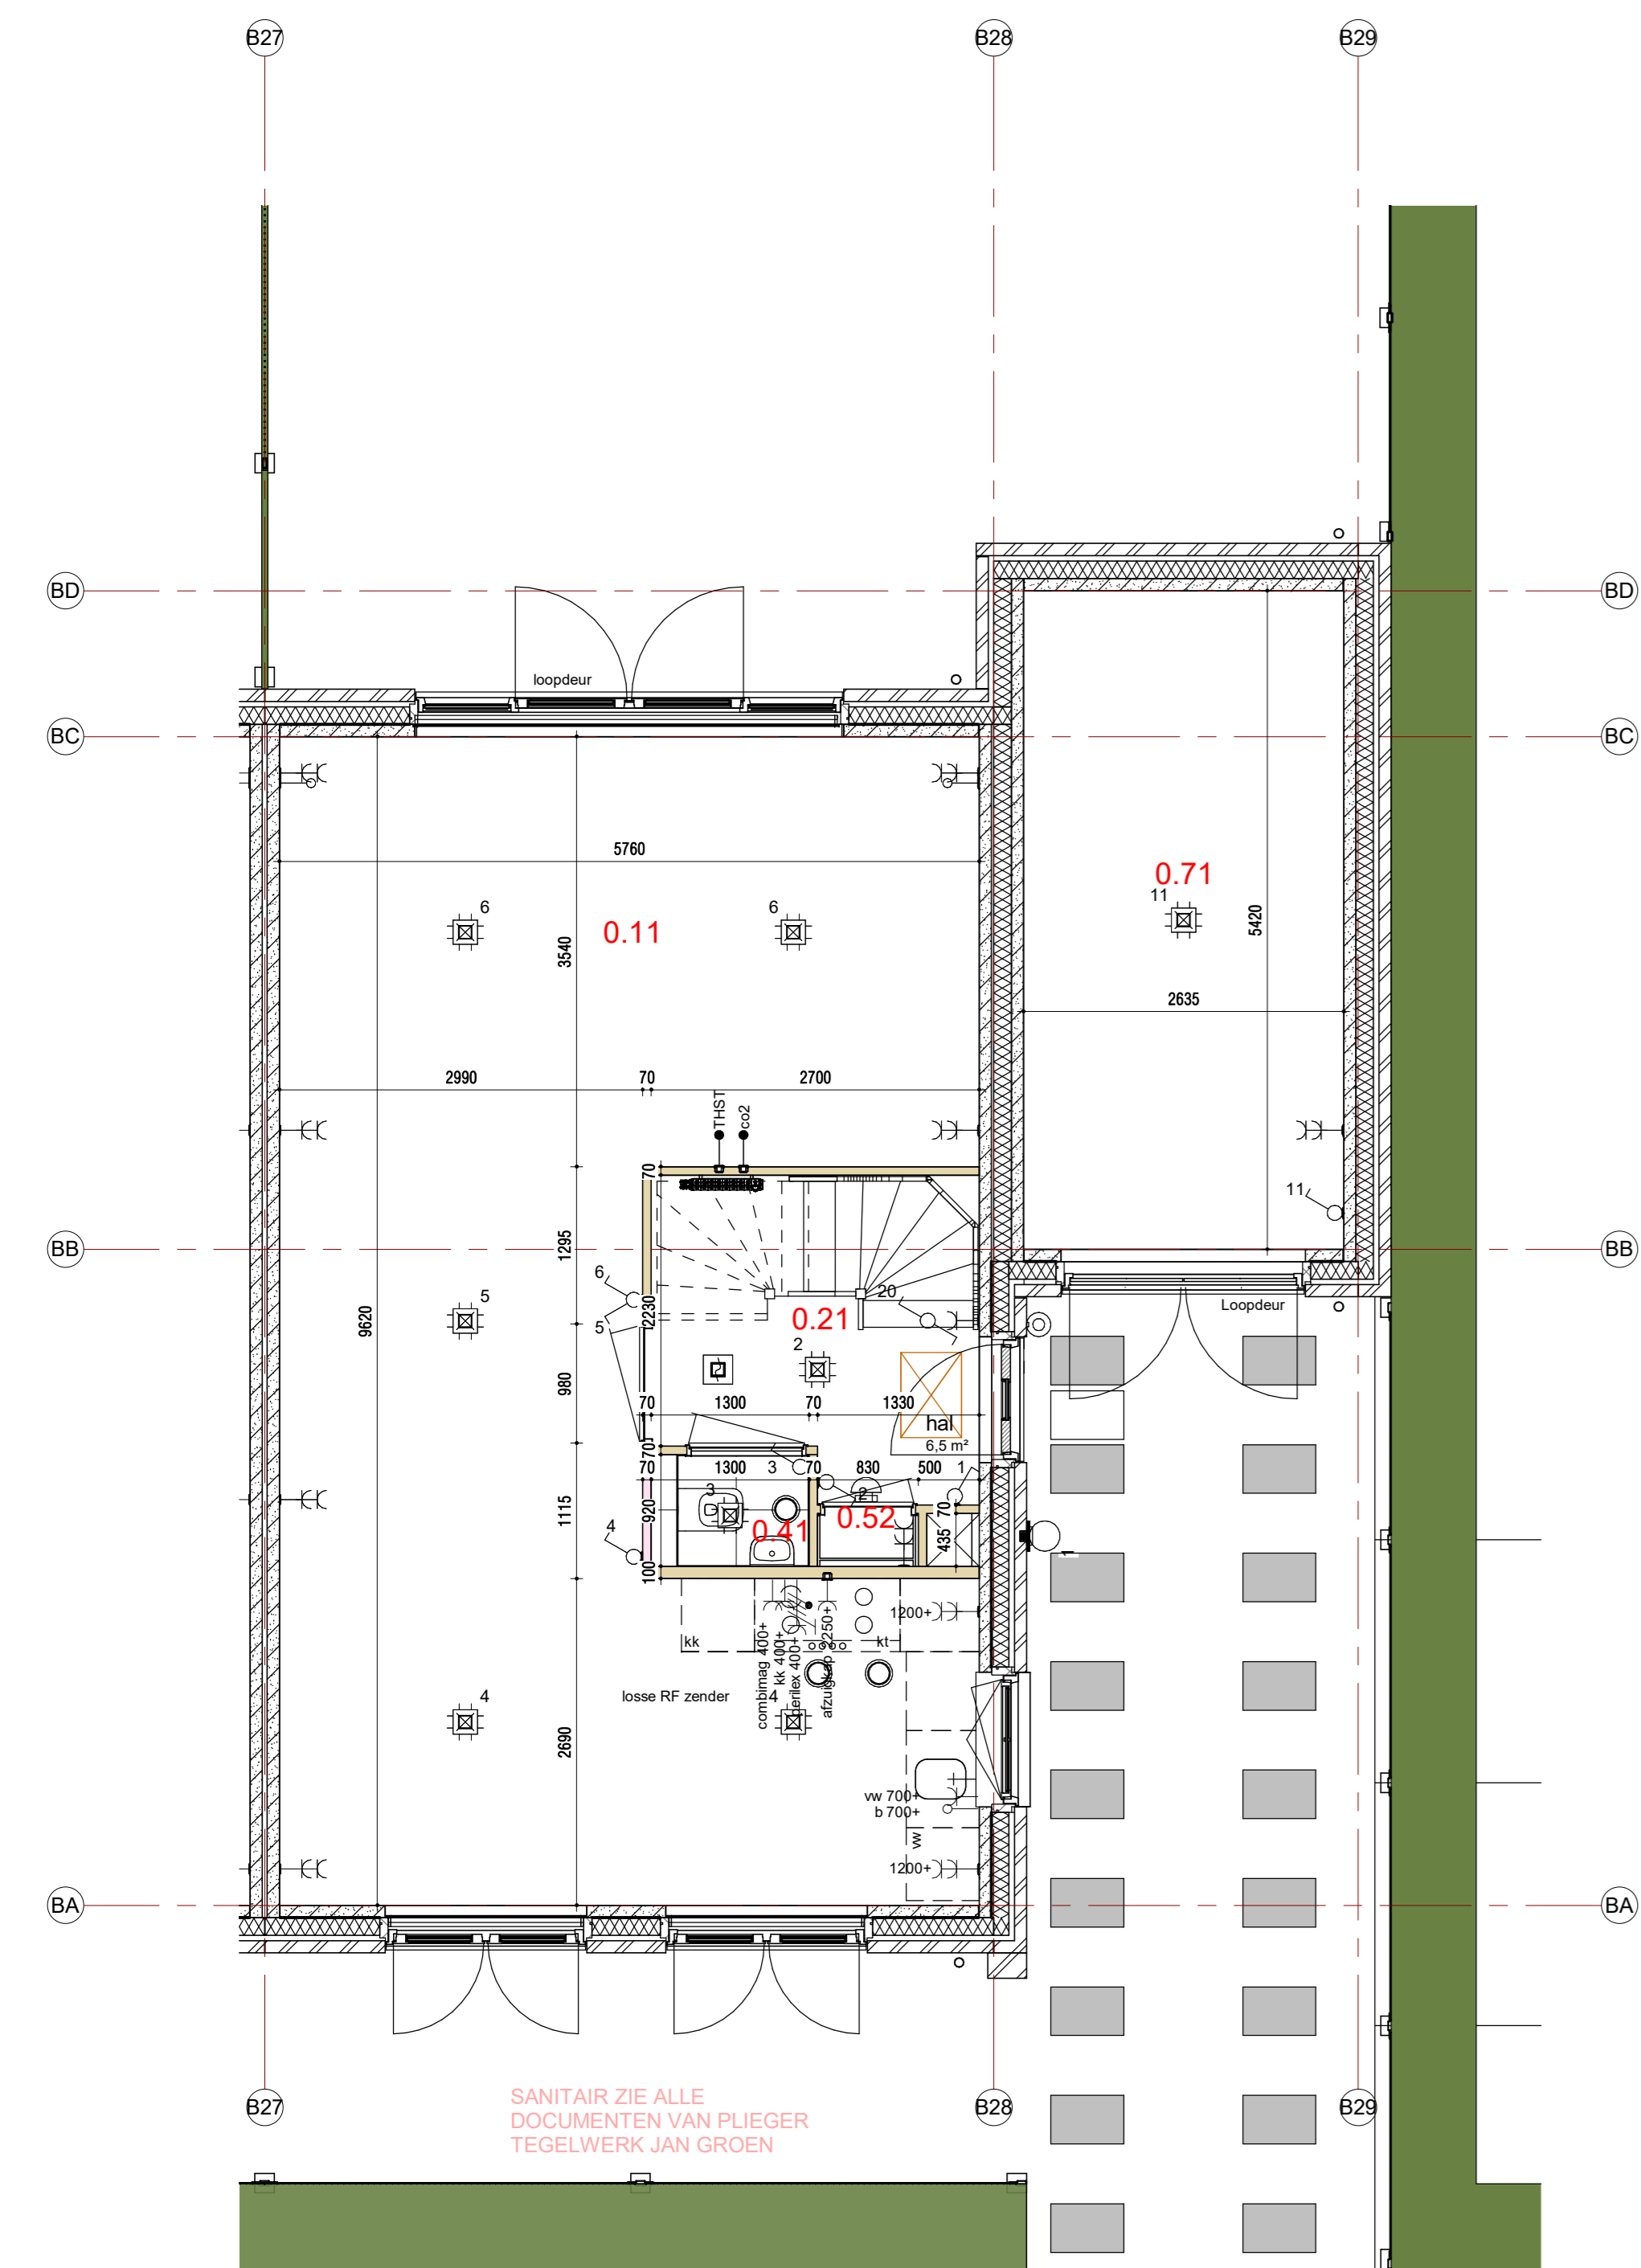 B27
B28
B29
BD
BD
loopdeur
BC
BC
5760
0.71
11
6
6
0.11
3540
5420
2635
2990
70
2700
THST
co2
70
11
1295
BB
BB
6
20
2230
5
0.21
Loopdeur
5
9620
2
980
70
1300
70
1330
hal
6,5 m²
70
70
1300
3
70
830
500
1
3
2
920
0.41
0.52
70
435
1115
4
1
100
1200+
kk
kt
combimag 400+
kk 400+
perilex 400+
afzuigkap 2250+
4
losse RF zender
4
2690
vw 700+
b 700+
vw
1200+
BA
BA
B27
B28
B29
SANITAIR ZIE ALLE
DOCUMENTEN VAN PLIEGER
TEGELWERK JAN GROEN